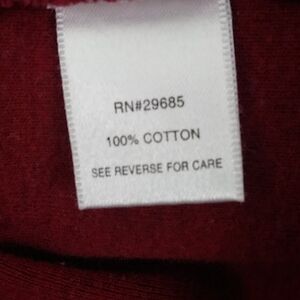 RN#29685
100% COTTON
SEE REVERSE FOR CARE